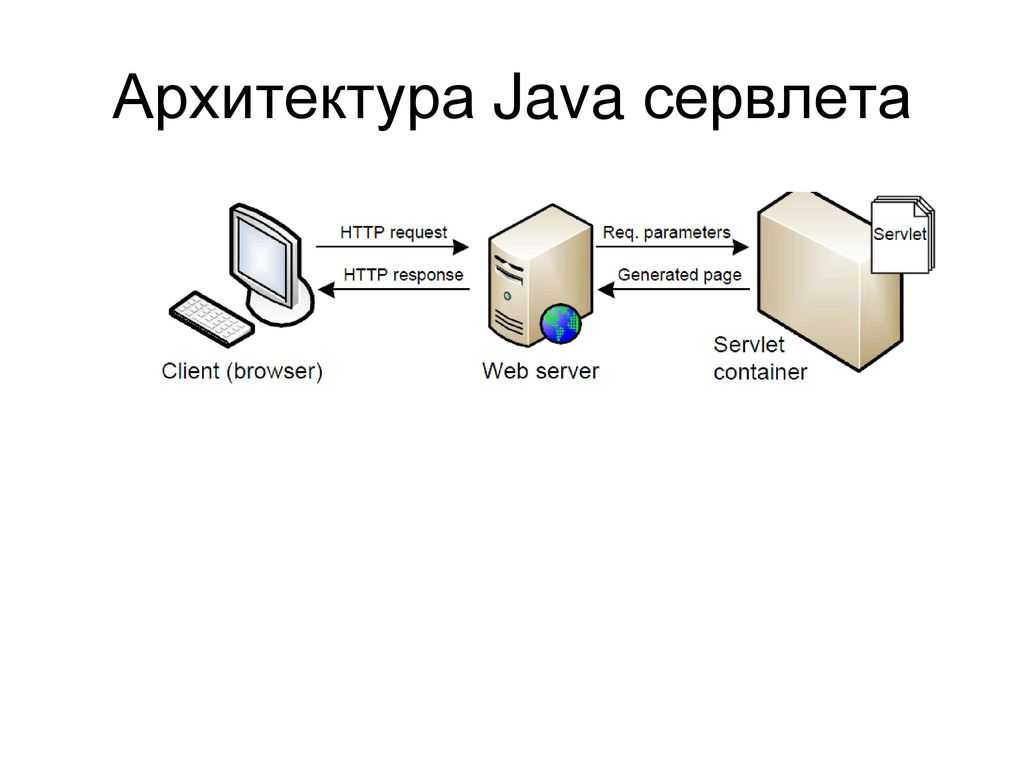 Архитектура Java сервлета
HTTP request
HTTP response
Req. parameters
Generated page
Servlet
Client (browser)
Web server
Servlet
container